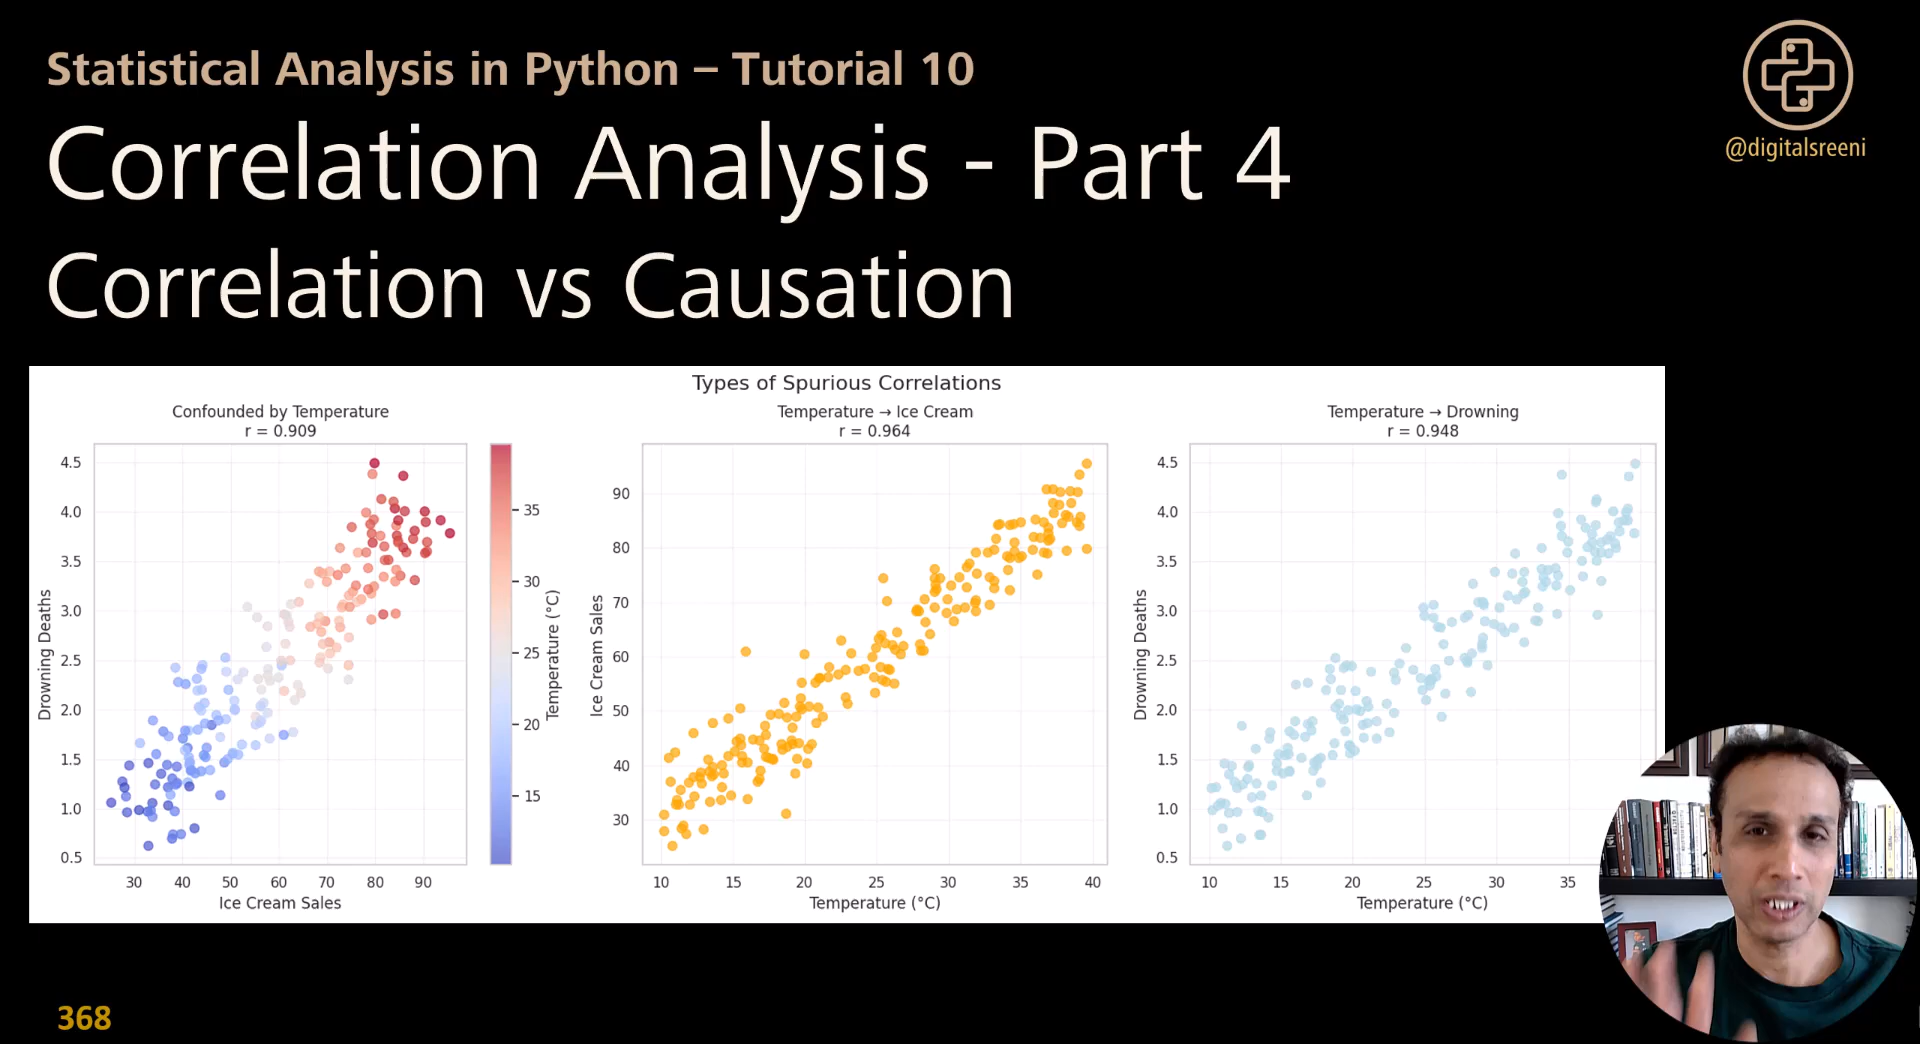 Statistical Analysis in Python – Tutorial 10
Correlation Analysis - Part 4
Correlation vs Causation
@digitalsreeni
Types of Spurious Correlations
Confounded by Temperature
r = 0.909
4.5
4.0
3.5
3.0
2.5
2.0
1.5
1.0
0.5
Drowning Deaths
30 40 50 60 70 80 90
Ice Cream Sales
35
30
25
20
15
Temperature (°C)
Temperature → Ice Cream
r = 0.964
90
80
70
60
50
40
30
Ice Cream Sales
10 15 20 25 30 35 40
Temperature (°C)
Temperature → Drowning
r = 0.948
4.5
4.0
3.5
3.0
2.5
2.0
1.5
1.0
0.5
Drowning Deaths
10 15 20 25 30 35
Temperature (°C)
368